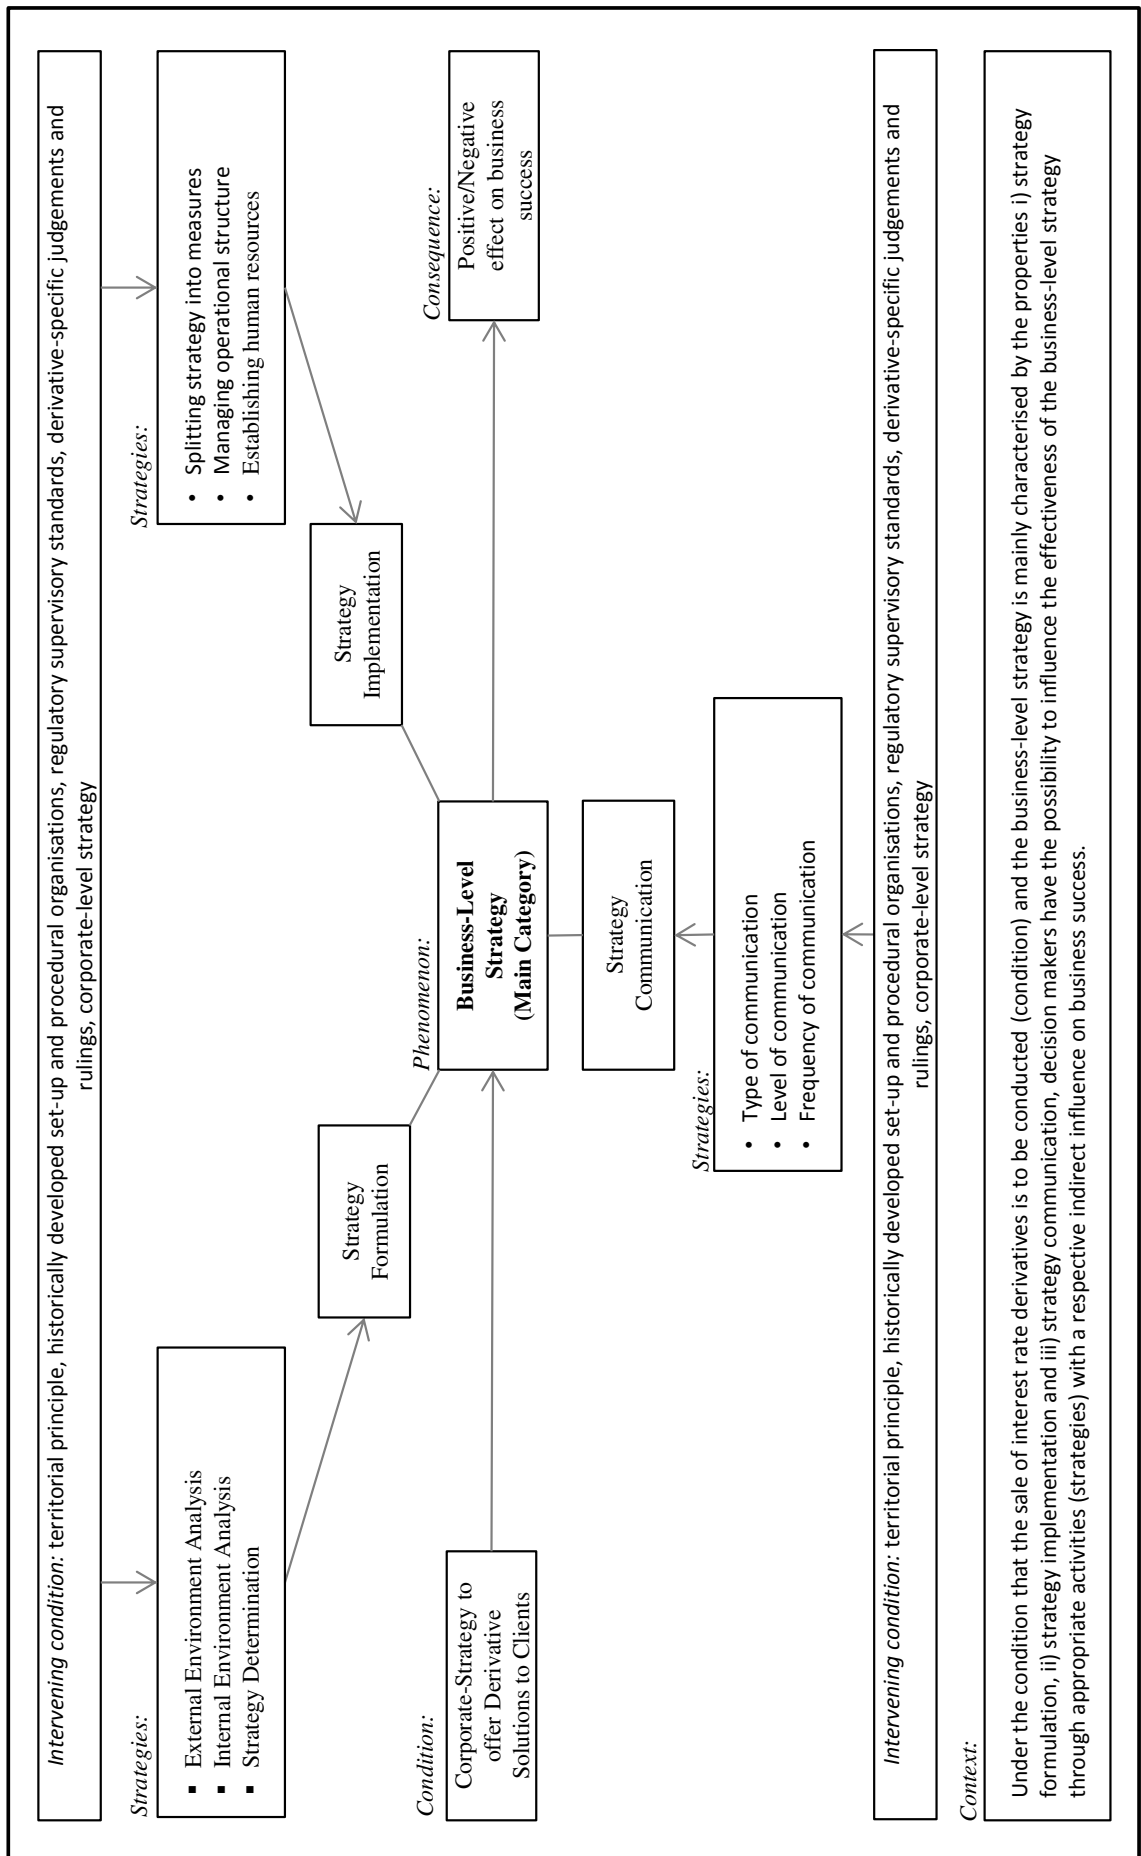 Intervening condition: territorial principle, historically developed set-up and procedural organisations, regulatory supervisory standards, derivative-specific judgements and
rulings, corporate-level strategy
Strategies:
▪ External Environment Analysis
▪ Internal Environment Analysis
▪ Strategy Determination
Strategies:
• Splitting strategy into measures
• Managing operational structure
• Establishing human resources
Strategy
Formulation
Strategy
Implementation
Condition:
Corporate-Strategy to
offer Derivative
Solutions to Clients
Phenomenon:
Business-Level
Strategy
(Main Category)
Consequence:
Positive/Negative
effect on business
success
Strategy
Communication
Strategies:
• Type of communication
• Level of communication
• Frequency of communication
Intervening condition: territorial principle, historically developed set-up and procedural organisations, regulatory supervisory standards, derivative-specific judgements and
rulings, corporate-level strategy
Context:
Under the condition that the sale of interest rate derivatives is to be conducted (condition) and the business-level strategy is mainly characterised by the properties i) strategy
formulation, ii) strategy implementation and iii) strategy communication, decision makers have the possibility to influence the effectiveness of the business-level strategy
through appropriate activities (strategies) with a respective indirect influence on business success.